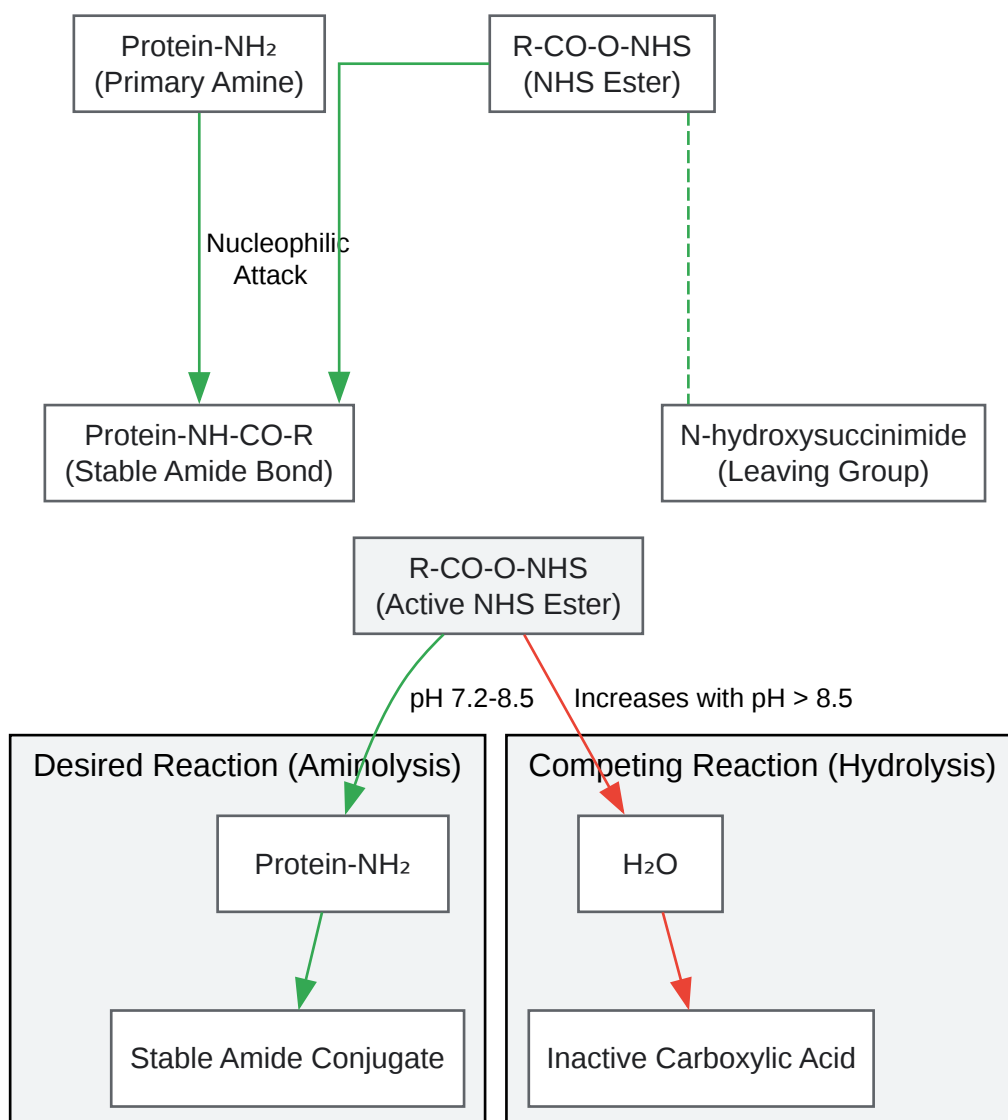 Protein-NH₂
(Primary Amine)
R-CO-O-NHS
(NHS Ester)
Nucleophilic
Attack
Protein-NH-CO-R
(Stable Amide Bond)
N-hydroxysuccinimide
(Leaving Group)
R-CO-O-NHS
(Active NHS Ester)
pH 7.2-8.5
Increases with pH > 8.5
Desired Reaction (Aminolysis)
Competing Reaction (Hydrolysis)
Protein-NH₂
H₂O
Stable Amide Conjugate
Inactive Carboxylic Acid